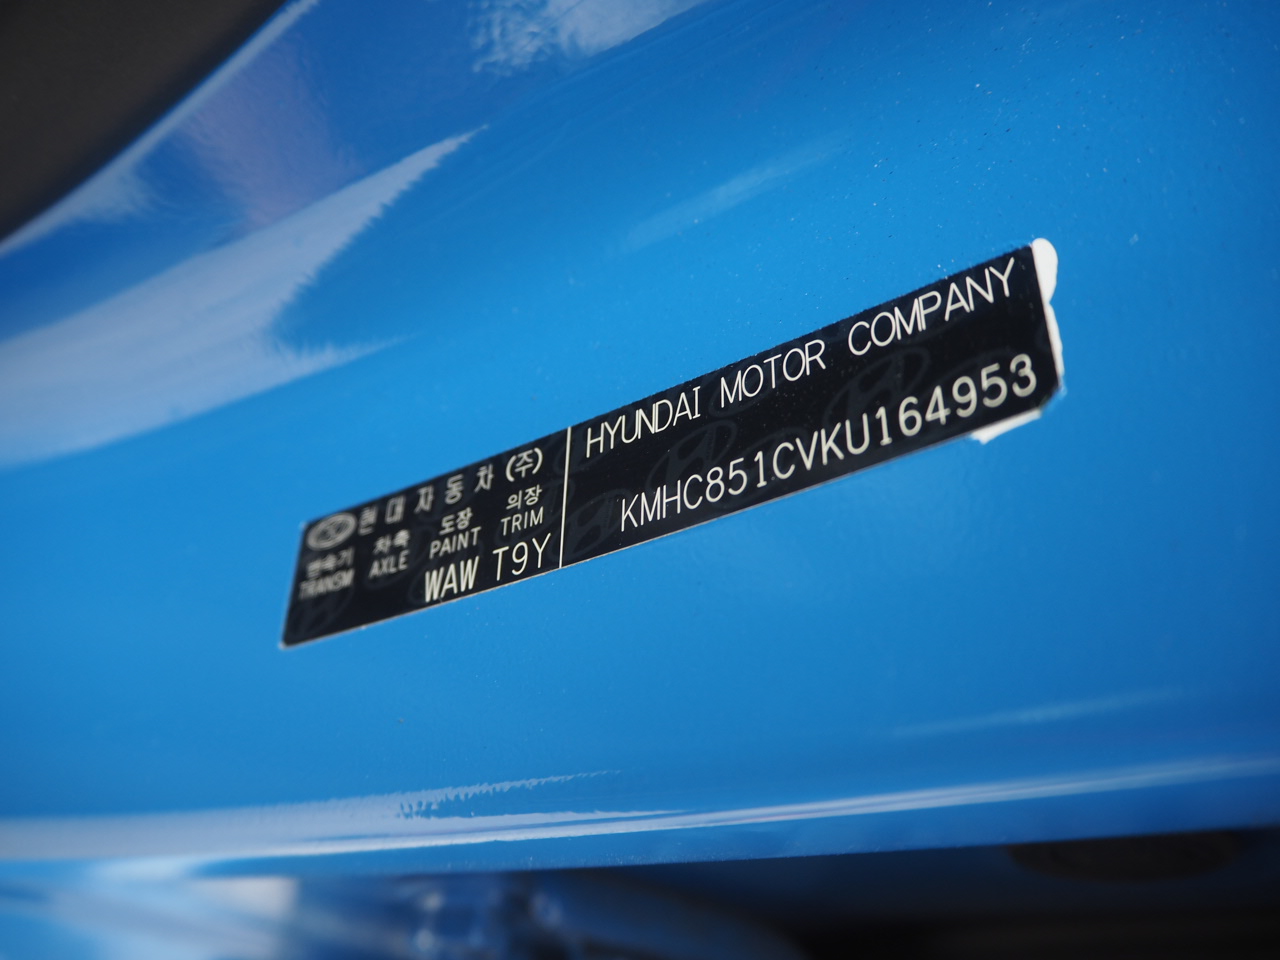 현대자동차(주)
변속기 차축 도장 의장
TRANSM AXLE PAINT TRIM
WAW T9Y
HYUNDAI MOTOR COMPANY
KMHC851CVKU164953